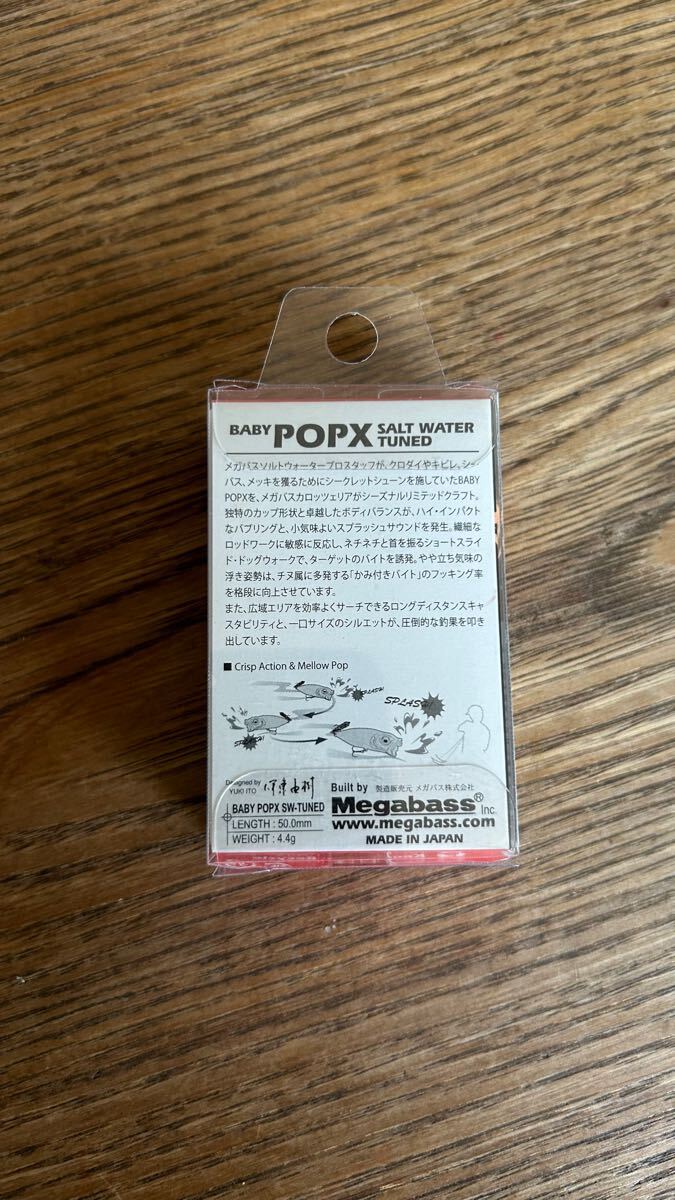 BABY POPX SALT WATER TUNED
メガバスソルトウォータープロスタッフが、クロダイやキビレ、シーバス、
バス、メッキを獲るためにシークレットシューンを施していたBABY
POPXを、メガバスカロッツェリアがシーズナルリミテッドクラフト。
独特のカップ形状と卓越したボディバランスが、ハイ・インパクト
なバブリングと、小気味よいスプラッシュサウンドを発生。繊細な
ロッドワークに敏感に反応し、ネチネチと首を振るショートスライ
ド・ドッグウォークで、ターゲットのバイトを誘発。やや立ち気味の
浮き姿勢は、チヌ属に多発する「かみ付きバイト」のフッキング率
を格段に向上させています。
また、広域エリアを効率よくサーチできるロングディスタンスキャ
スタビリティと、一口サイズのシルエットが、圧倒的な釣果を叩き
出しています。
■ Crisp Action & Mellow Pop
SPLASH!
SPLASH!
SPLASH!
Designed by
YUKI ITO
Built by 製造販売元 メガバス株式会社
Megabass® Inc.
www.megabass.com
MADE IN JAPAN
BABY POPX SW-TUNED
LENGTH : 50.0mm
WEIGHT : 4.4g